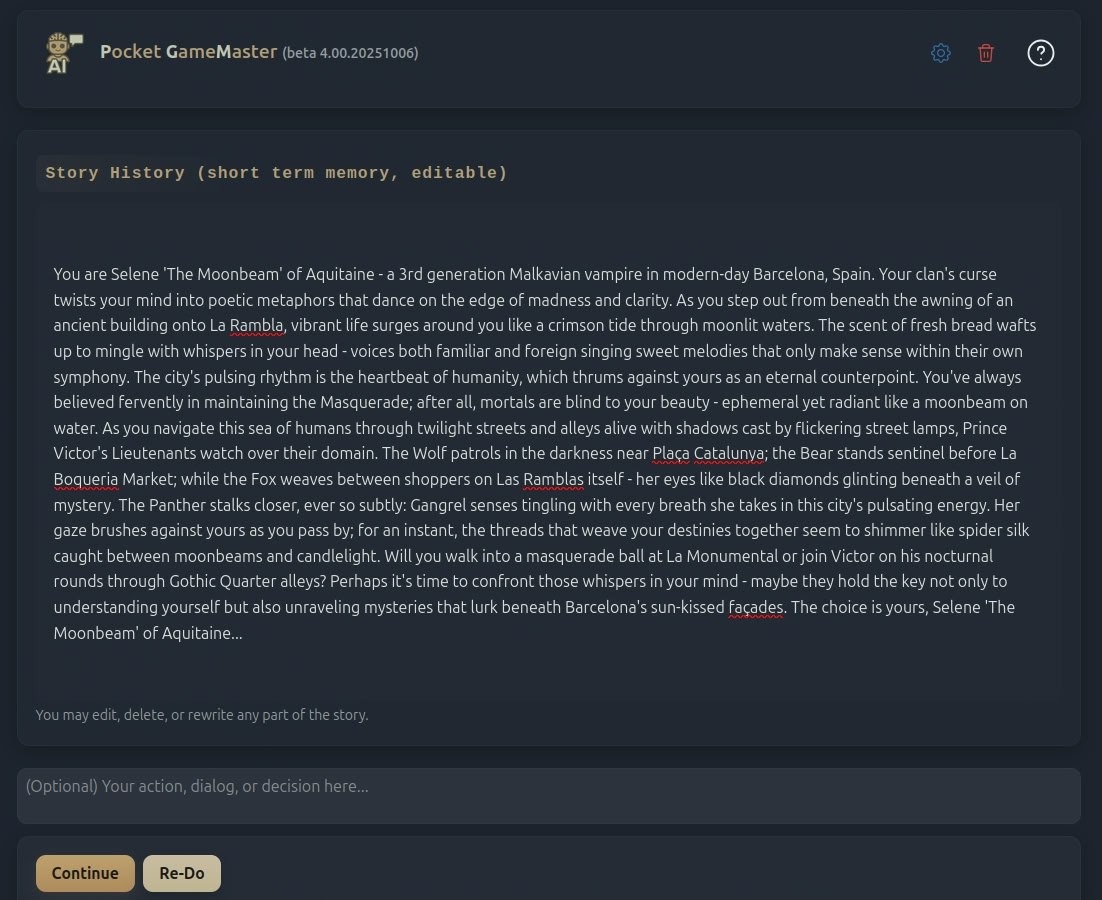 AI
Pocket GameMaster (beta 4.00.20251006)
?
Story History (short term memory, editable)
You are Selene 'The Moonbeam' of Aquitaine - a 3rd generation Malkavian vampire in modern-day Barcelona, Spain. Your clan's curse
twists your mind into poetic metaphors that dance on the edge of madness and clarity. As you step out from beneath the awning of an
ancient building onto La Rambla, vibrant life surges around you like a crimson tide through moonlit waters. The scent of fresh bread wafts
up to mingle with whispers in your head - voices both familiar and foreign singing sweet melodies that only make sense within their own
symphony. The city's pulsing rhythm is the heartbeat of humanity, which thrums against yours as an eternal counterpoint. You've always
believed fervently in maintaining the Masquerade; after all, mortals are blind to your beauty - ephemeral yet radiant like a moonbeam on
water. As you navigate this sea of humans through twilight streets and alleys alive with shadows cast by flickering street lamps, Prince
Victor's Lieutenants watch over their domain. The Wolf patrols in the darkness near Plaça Catalunya; the Bear stands sentinel before La
Boqueria Market; while the Fox weaves between shoppers on Las Ramblas itself - her eyes like black diamonds glinting beneath a veil of
mystery. The Panther stalks closer, ever so subtly: Gangrel senses tingling with every breath she takes in this city's pulsating energy. Her
gaze brushes against yours as you pass by; for an instant, the threads that weave your destinies together seem to shimmer like spider silk
caught between moonbeams and candlelight. Will you walk into a masquerade ball at La Monumental or join Victor on his nocturnal
rounds through Gothic Quarter alleys? Perhaps it's time to confront those whispers in your mind - maybe they hold the key not only to
understanding yourself but also unraveling mysteries that lurk beneath Barcelona's sun-kissed façades. The choice is yours, Selene 'The
Moonbeam' of Aquitaine...
You may edit, delete, or rewrite any part of the story.
(Optional) Your action, dialog, or decision here...
Continue Re-Do